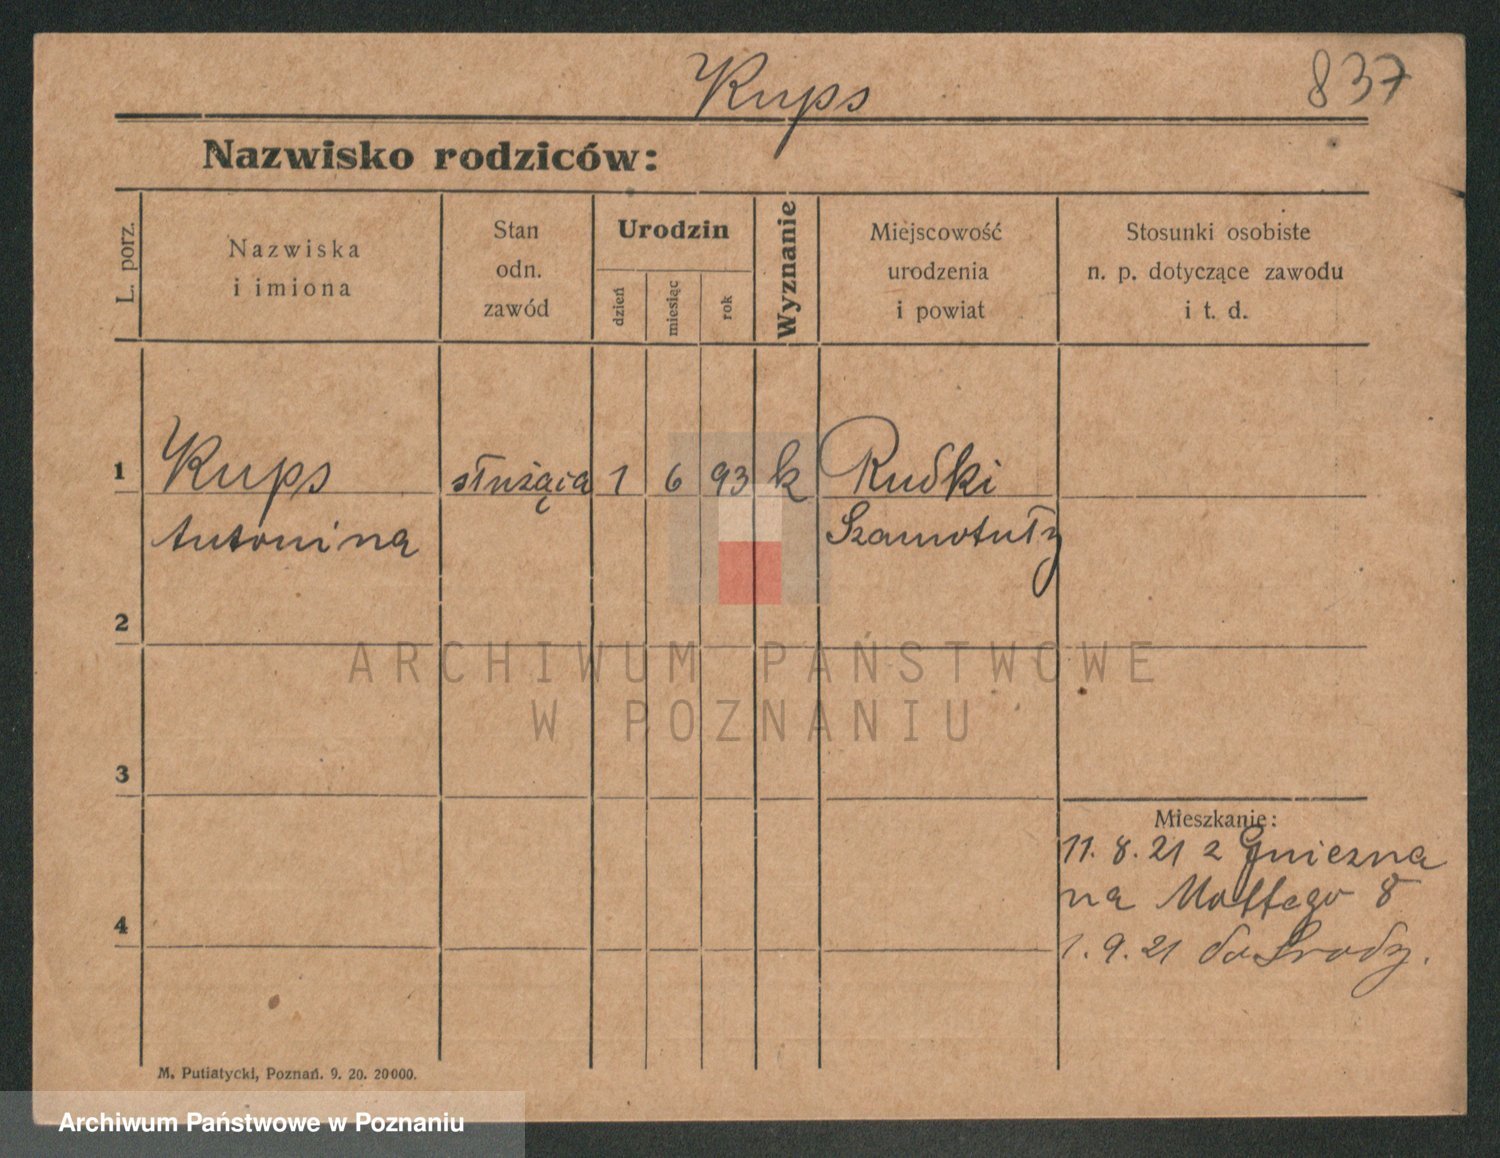 Kups
837
Nazwisko rodziców:
L. porz.
Nazwiska
i imiona
Stan
odn.
zawód
Urodzin
dzień
miesiąc
rok
Wyznanie
Miejscowość
urodzenia
i powiat
Stosunki osobiste
n. p. dotyczące zawodu
i t. d.
1 Kups służąca 1 6 93 k Rudki
Antonina Szamotuły
2
ARCHIWUM PAŃSTWOWE
W POZNANIU
3
Mieszkanie:
11. 8. 21 z Gniezna
na Moltego 8
4
1. 9. 21 do Środy.
M. Putiatycki, Poznań. 9. 20. 20000.
Archiwum Państwowe w Poznaniu